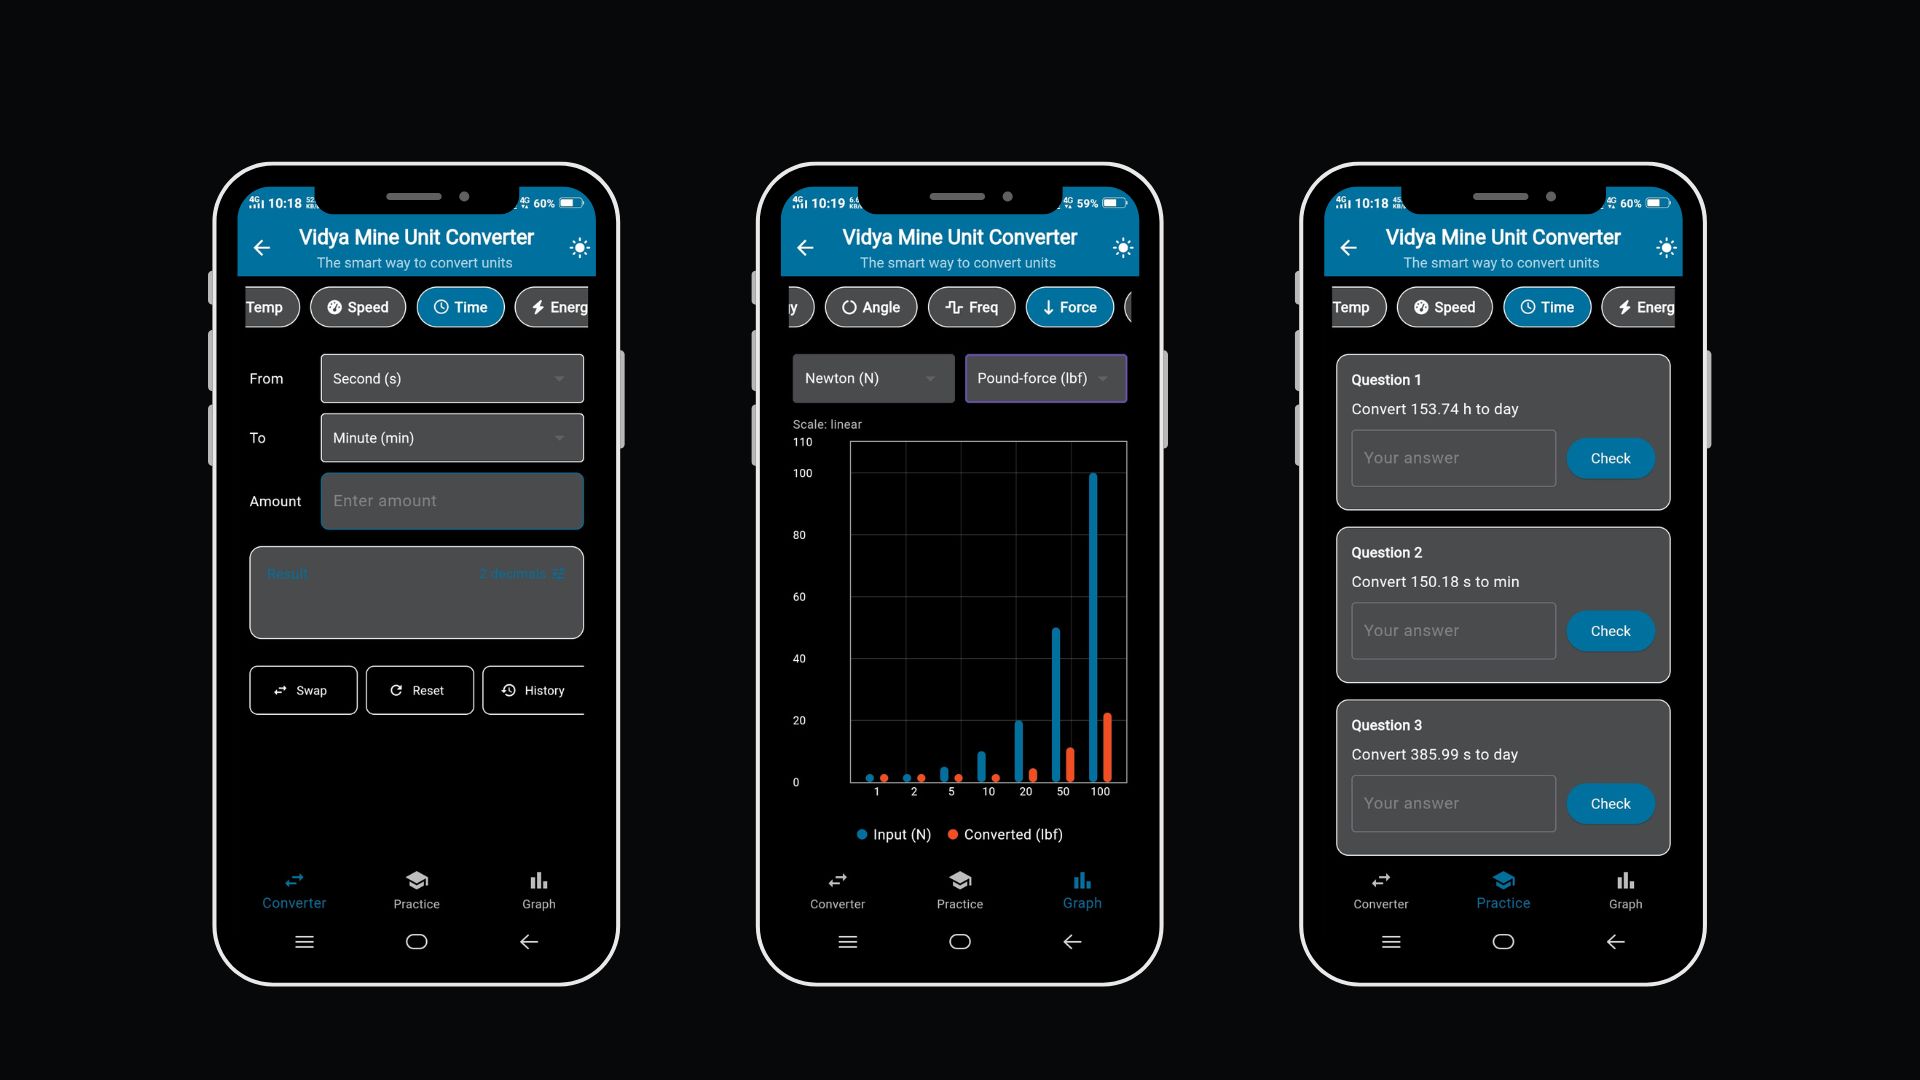 10:18
60%
Vidya Mine Unit Converter
The smart way to convert units
Temp
Speed
Time
Energ
From
Second (s)
To
Minute (min)
Amount
Enter amount
Result
2 decimals
Swap
Reset
History
Converter
Practice
Graph
4G
10:19
4G
59%
Vidya Mine Unit Converter
The smart way to convert units
y
Angle
Freq
Force
Newton (N)
Pound-force (lbf)
Scale: linear
110
100
80
60
40
20
0
1 2 5 10 20 50 100
Input (N)
Converted (lbf)
Converter
Practice
Graph
4G
10:18
4G
60%
Vidya Mine Unit Converter
The smart way to convert units
Temp
Speed
Time
Energ
Question 1
Convert 153.74 h to day
Your answer
Check
Question 2
Convert 150.18 s to min
Your answer
Check
Question 3
Convert 385.99 s to day
Your answer
Check
Converter
Practice
Graph